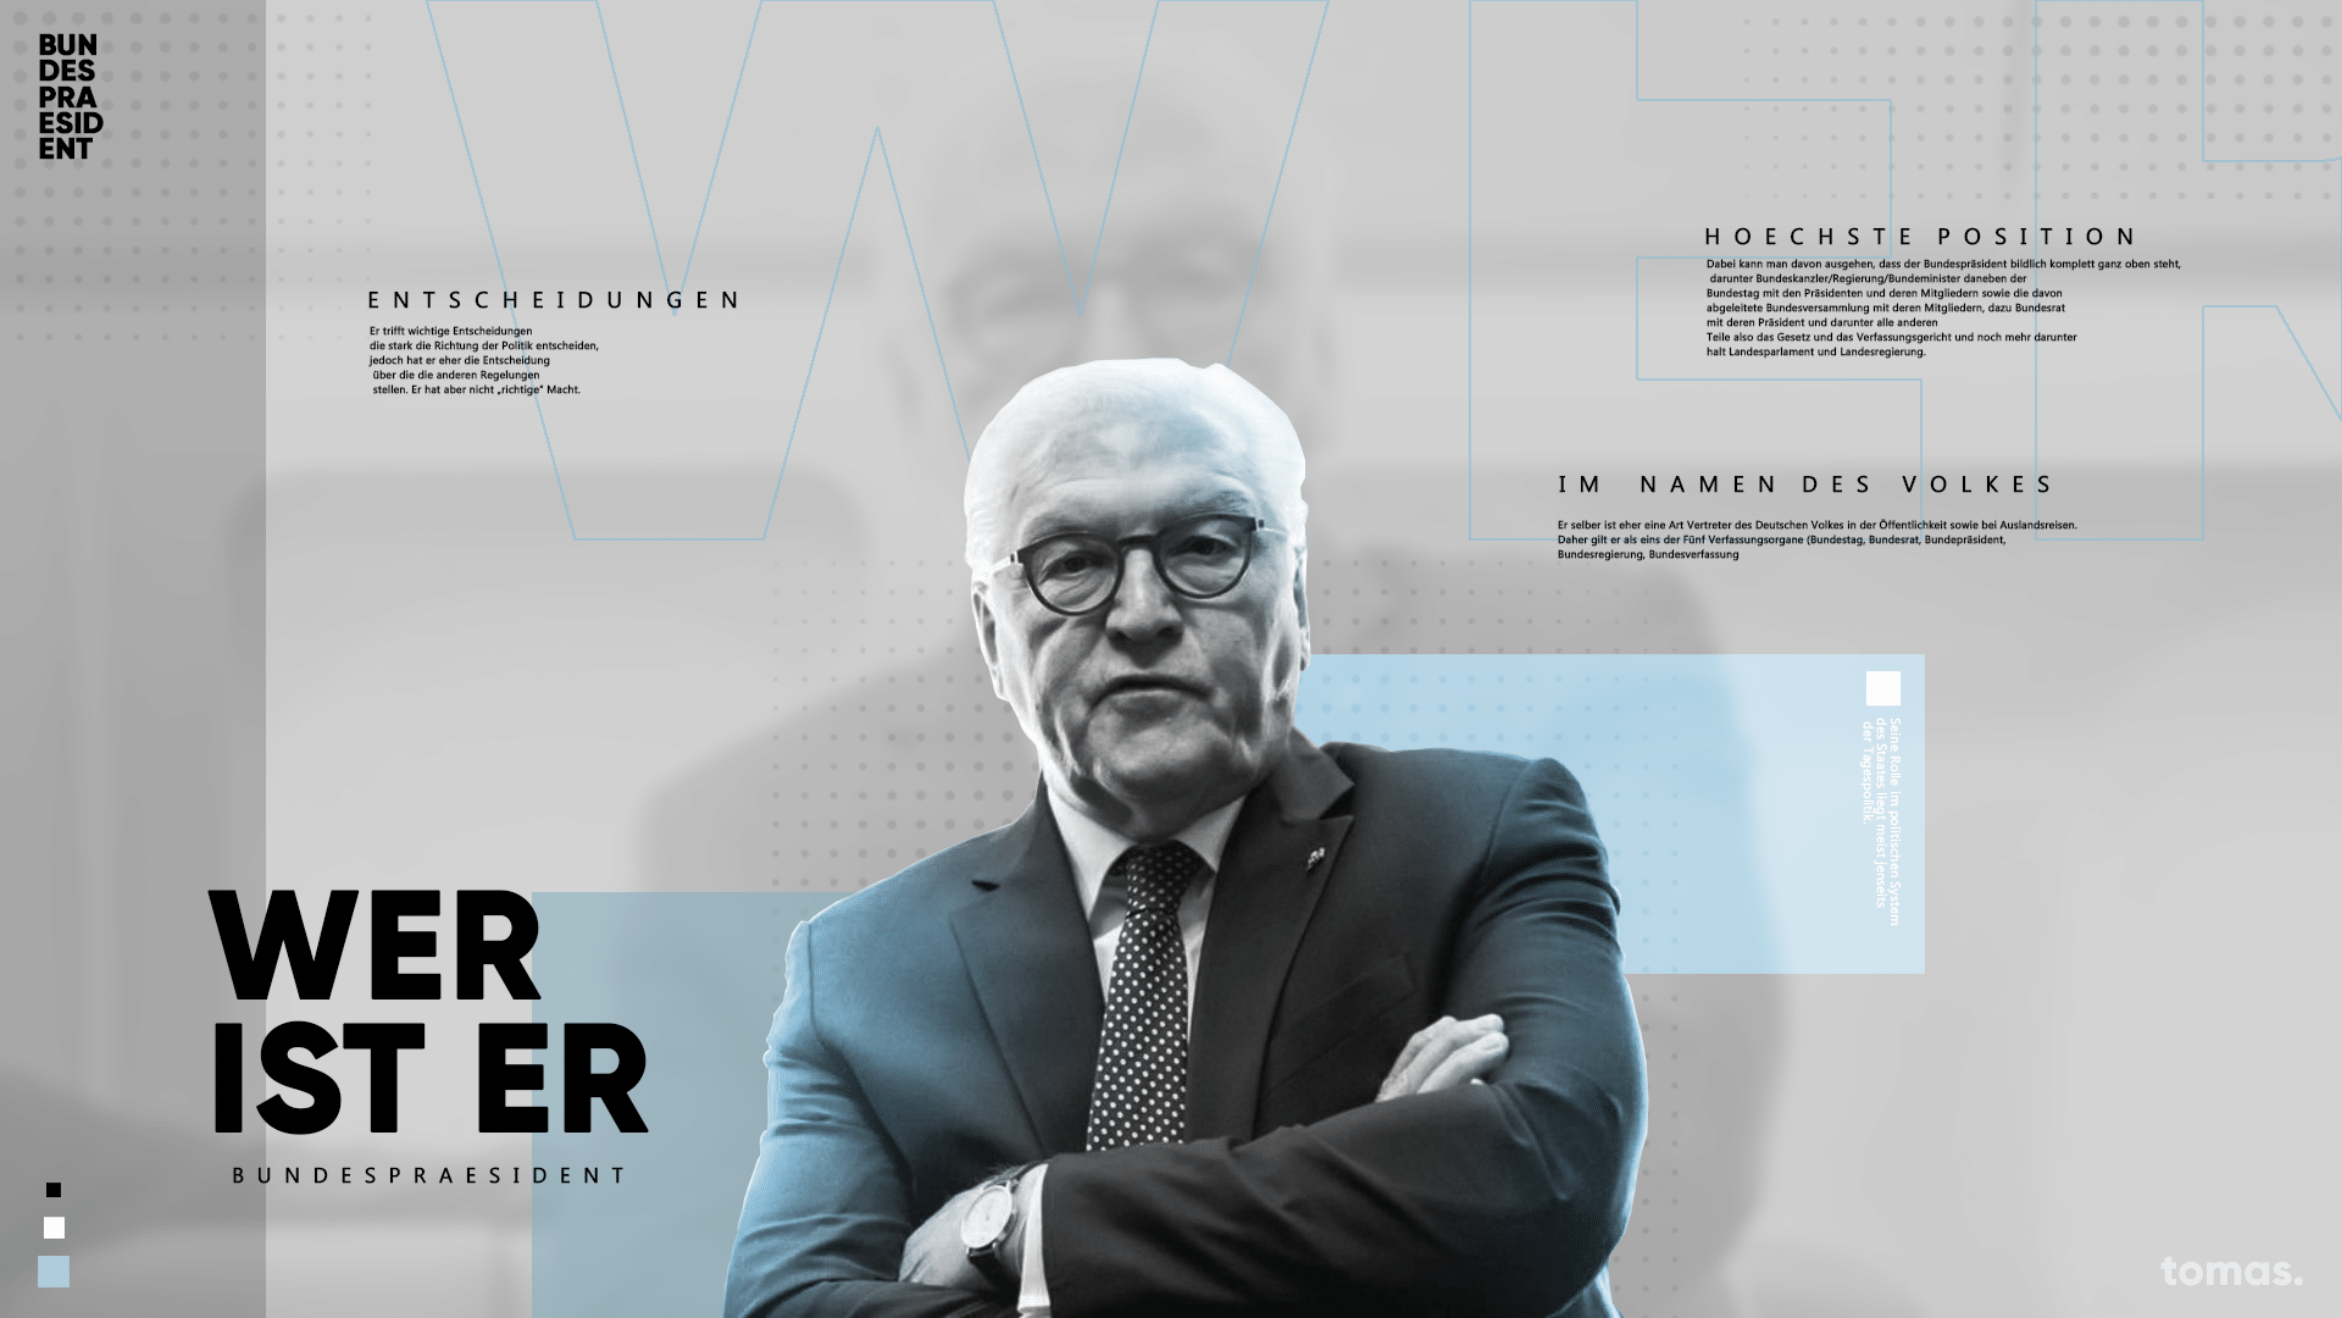 BUN
DES
PRA
ESID
ENT
WER
ENTSCHEIDUNGEN
Er trifft wichtige Entscheidungen
die stark die Richtung der Politik entscheiden,
jedoch hat er eher die Entscheidung
über die die anderen Regelungen
stellen. Er hat aber nicht „richtige“ Macht.
HOECHSTE POSITION
Dabei kann man davon ausgehen, dass der Bundespräsident bildlich komplett ganz oben steht,
darunter Bundeskanzler/Regierung/Bundeminister daneben der
Bundestag mit den Präsidenten und deren Mitgliedern sowie die davon
abgeleitete Bundesversammlung mit deren Mitgliedern, dazu Bundesrat
mit deren Präsident und darunter alle anderen
Teile also das Gesetz und das Verfassungsgericht und noch mehr darunter
halt Landesparlament und Landesregierung.
IM NAMEN DES VOLKES
Er selber ist eher eine Art Vertreter des Deutschen Volkes in der Öffentlichkeit sowie bei Auslandsreisen.
Daher gilt er als eins der Fünf Verfassungsorgane (Bundestag, Bundesrat, Bundepräsident,
Bundesregierung, Bundesverfassung
Seine Rolle im politischen System
des Staates liegt meist jenseits
der Tagespolitik.
WER
IST ER
BUNDESPRAESIDENT
tomas.